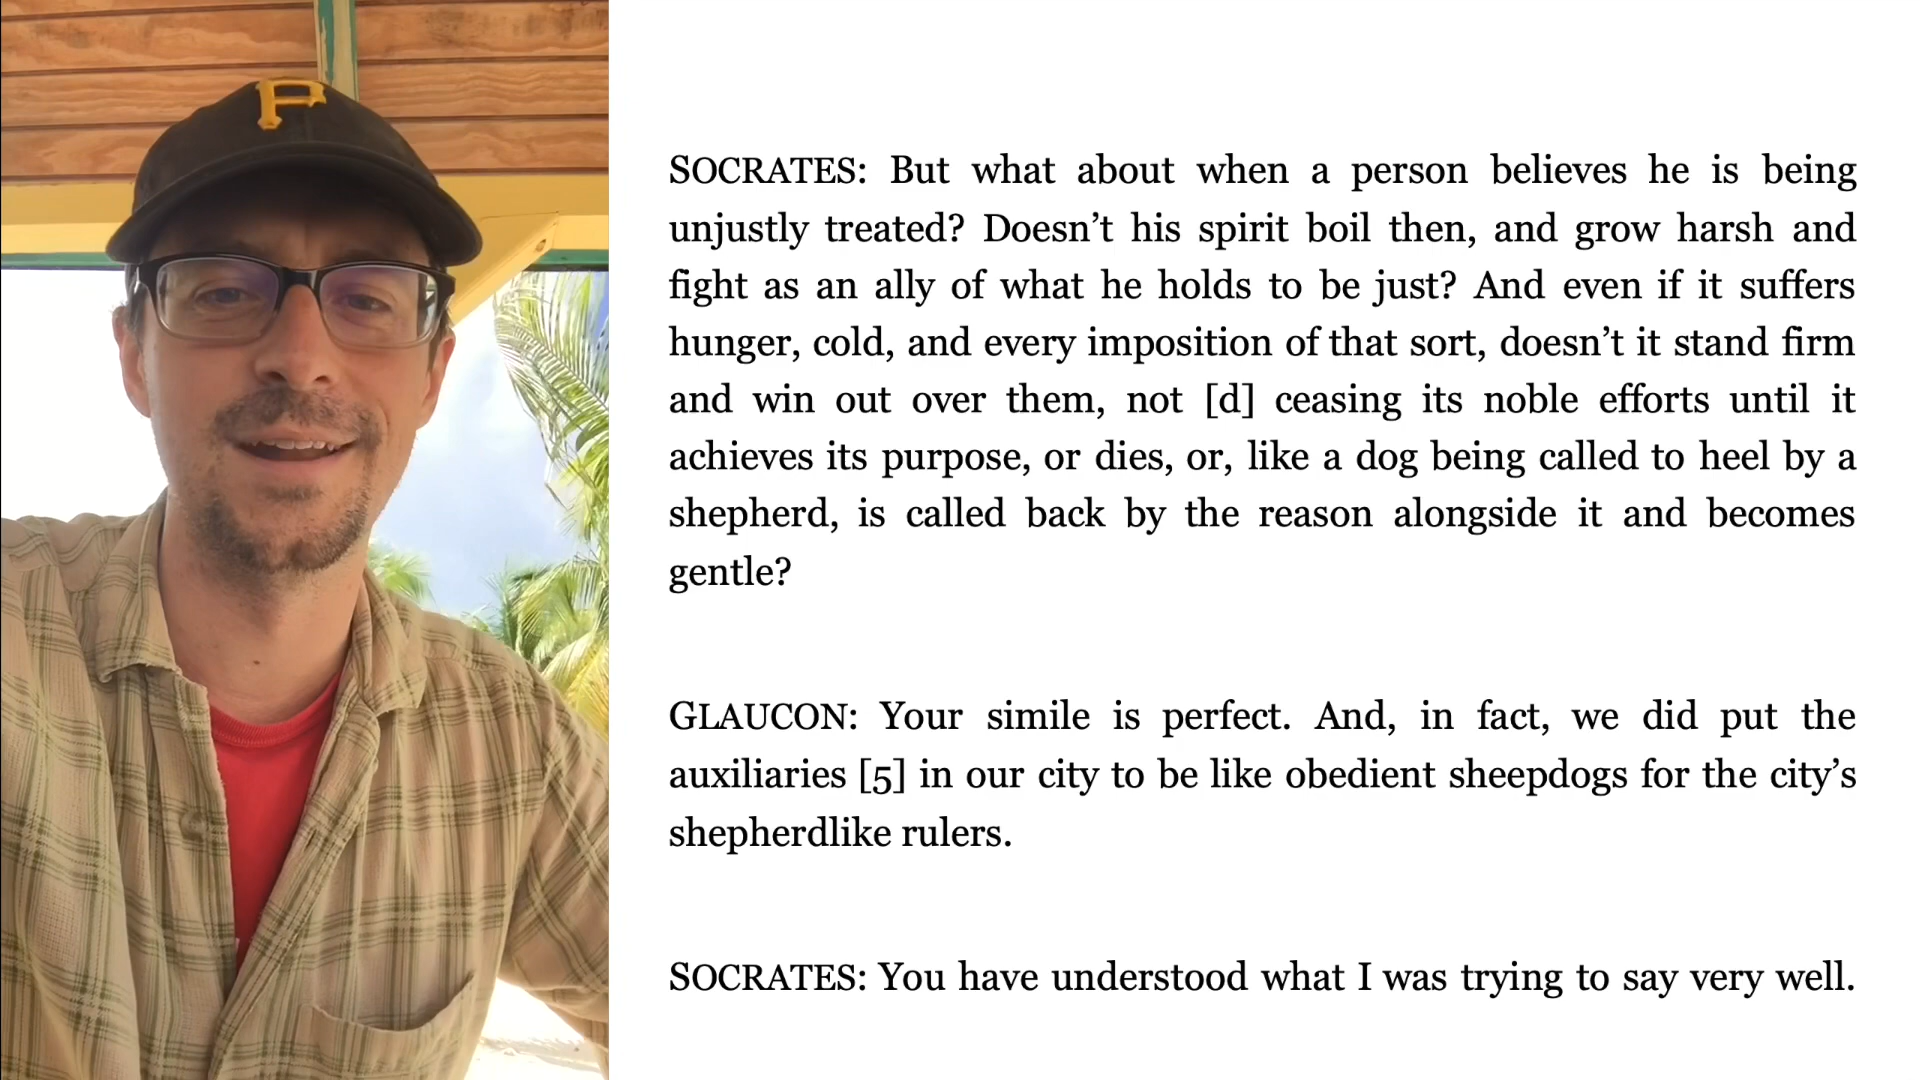 P
SOCRATES: But what about when a person believes he is being
unjustly treated? Doesn’t his spirit boil then, and grow harsh and
fight as an ally of what he holds to be just? And even if it suffers
hunger, cold, and every imposition of that sort, doesn’t it stand firm
and win out over them, not [d] ceasing its noble efforts until it
achieves its purpose, or dies, or, like a dog being called to heel by a
shepherd, is called back by the reason alongside it and becomes
gentle?
GLAUCON: Your simile is perfect. And, in fact, we did put the
auxiliaries [5] in our city to be like obedient sheepdogs for the city’s
shepherdlike rulers.
SOCRATES: You have understood what I was trying to say very well.